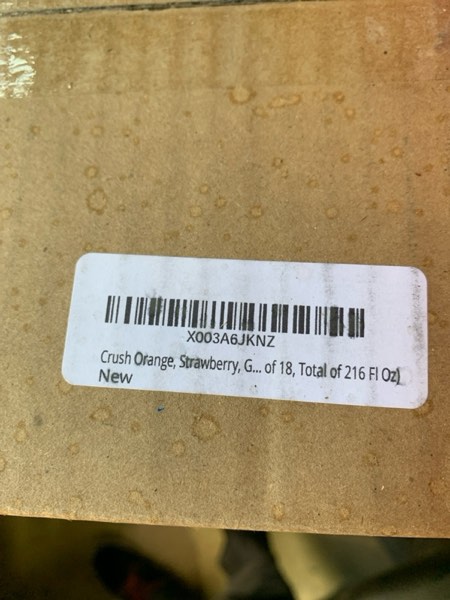 X003A6JKNZ
Crush Orange, Strawberry, G... of 18, Total of 216 Fl Oz)
New